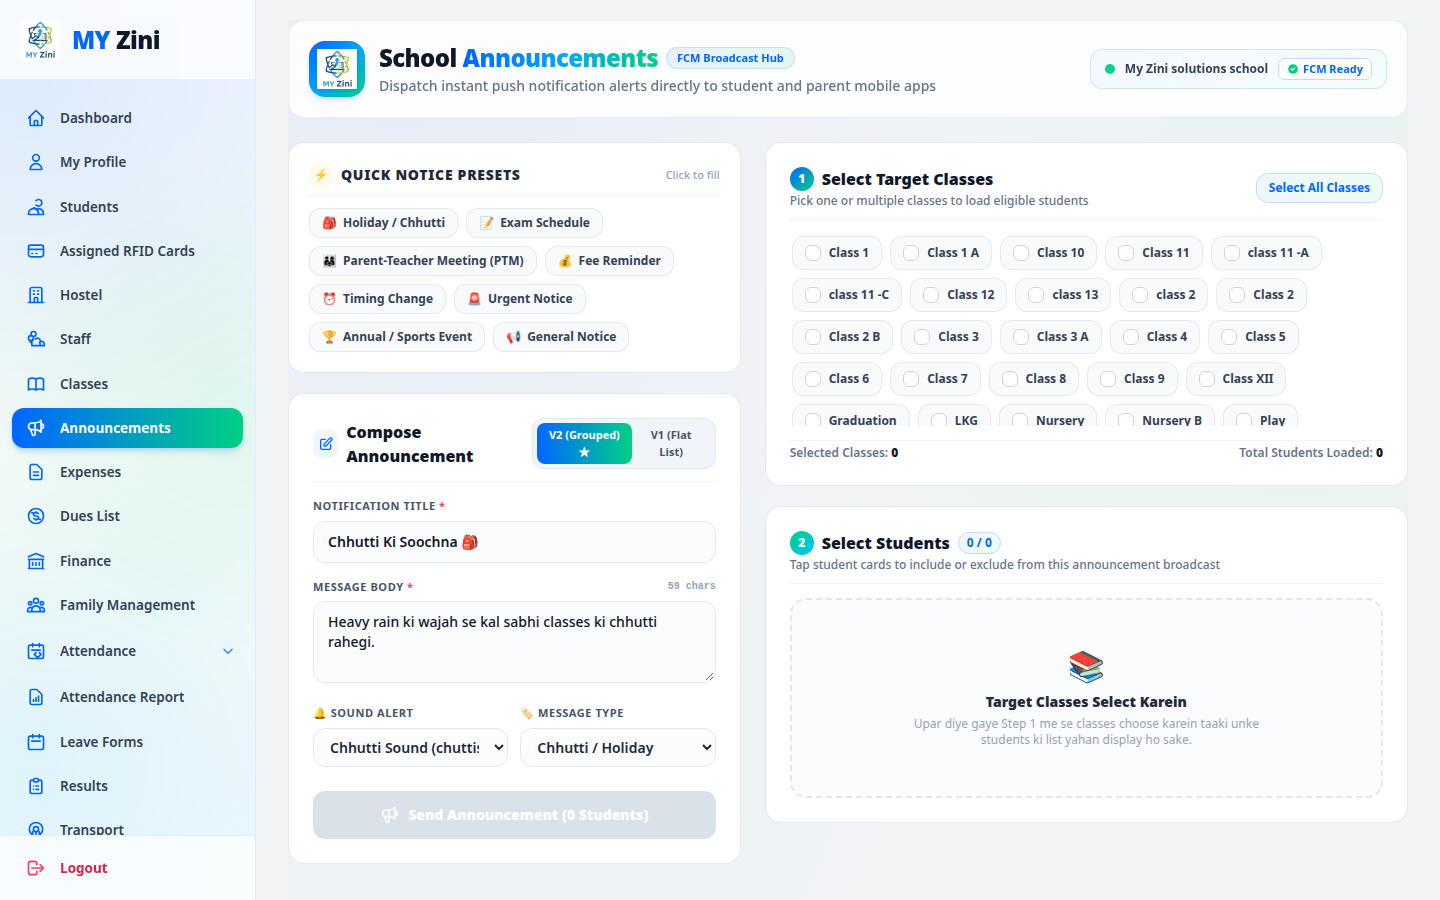 MY Zini
MY Zini
Dashboard
My Profile
Students
Assigned RFID Cards
Hostel
Staff
Classes
Announcements
Expenses
Dues List
Finance
Family Management
Attendance
Attendance Report
Leave Forms
Results
Transport
Logout
MY Zini
School Announcements
FCM Broadcast Hub
Dispatch instant push notification alerts directly to student and parent mobile apps
My Zini solutions school
FCM Ready
QUICK NOTICE PRESETS
Click to fill
Holiday / Chhutti
Exam Schedule
Parent-Teacher Meeting (PTM)
Fee Reminder
Timing Change
Urgent Notice
Annual / Sports Event
General Notice
Compose
Announcement
V2 (Grouped)
★
V1 (Flat
List)
NOTIFICATION TITLE *
Chhutti Ki Soochna
MESSAGE BODY *
59 chars
Heavy rain ki wajah se kal sabhi classes ki chhutti
rahegi.
SOUND ALERT
MESSAGE TYPE
Chhutti Sound (chuttis
Chhutti / Holiday
Send Announcement (0 Students)
1 Select Target Classes
Pick one or multiple classes to load eligible students
Select All Classes
Class 1
Class 1 A
Class 10
Class 11
class 11 -A
class 11 -C
Class 12
class 13
class 2
Class 2
Class 2 B
Class 3
Class 3 A
Class 4
Class 5
Class 6
Class 7
Class 8
Class 9
Class XII
Graduation
LKG
Nursery
Nursery B
Play
Selected Classes: 0
Total Students Loaded: 0
2 Select Students
0 / 0
Tap student cards to include or exclude from this announcement broadcast
Target Classes Select Karein
Upar diye gaye Step 1 me se classes choose karein taaki unke
students ki list yahan display ho sake.